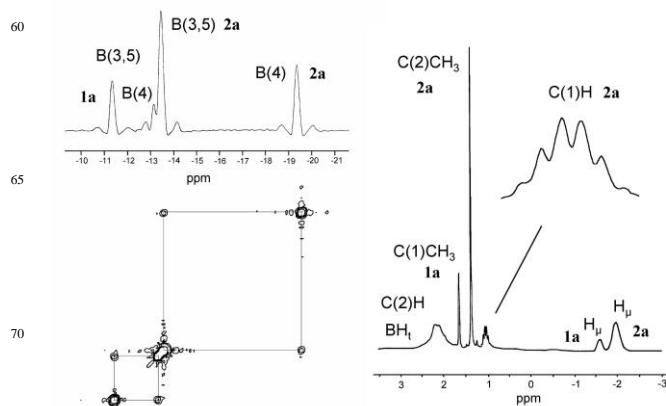 60
B(3,5) 2a
B(3,5)
1a
B(4)
B(4) 2a
-10 -11 -12 -13 -14 -15 -16 -17 -18 -19 -20 -21
ppm
65
70
C(2)CH3
2a
C(1)H 2a
C(1)CH3
1a
C(2)H
BHt
Hμ
1a
Hμ
2a
3 2 1 0 -1 -2 -3
ppm